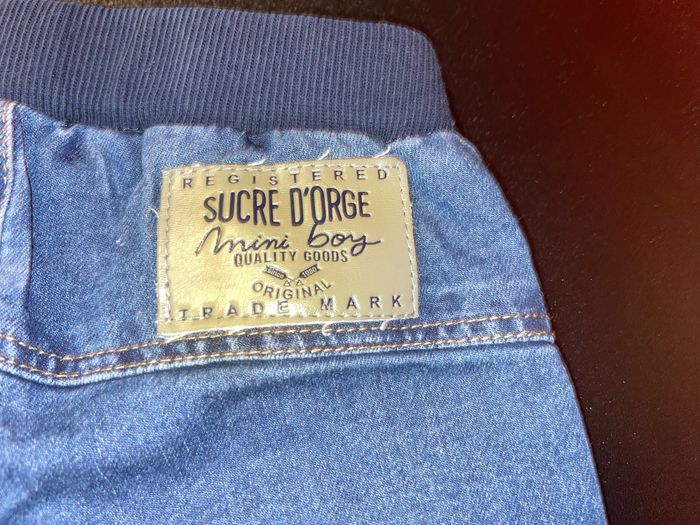 REGISTERED
SUCRE D'ORGE
mini boy
QUALITY GOODS
SINCE 1980
ORIGINAL
TRADE MARK